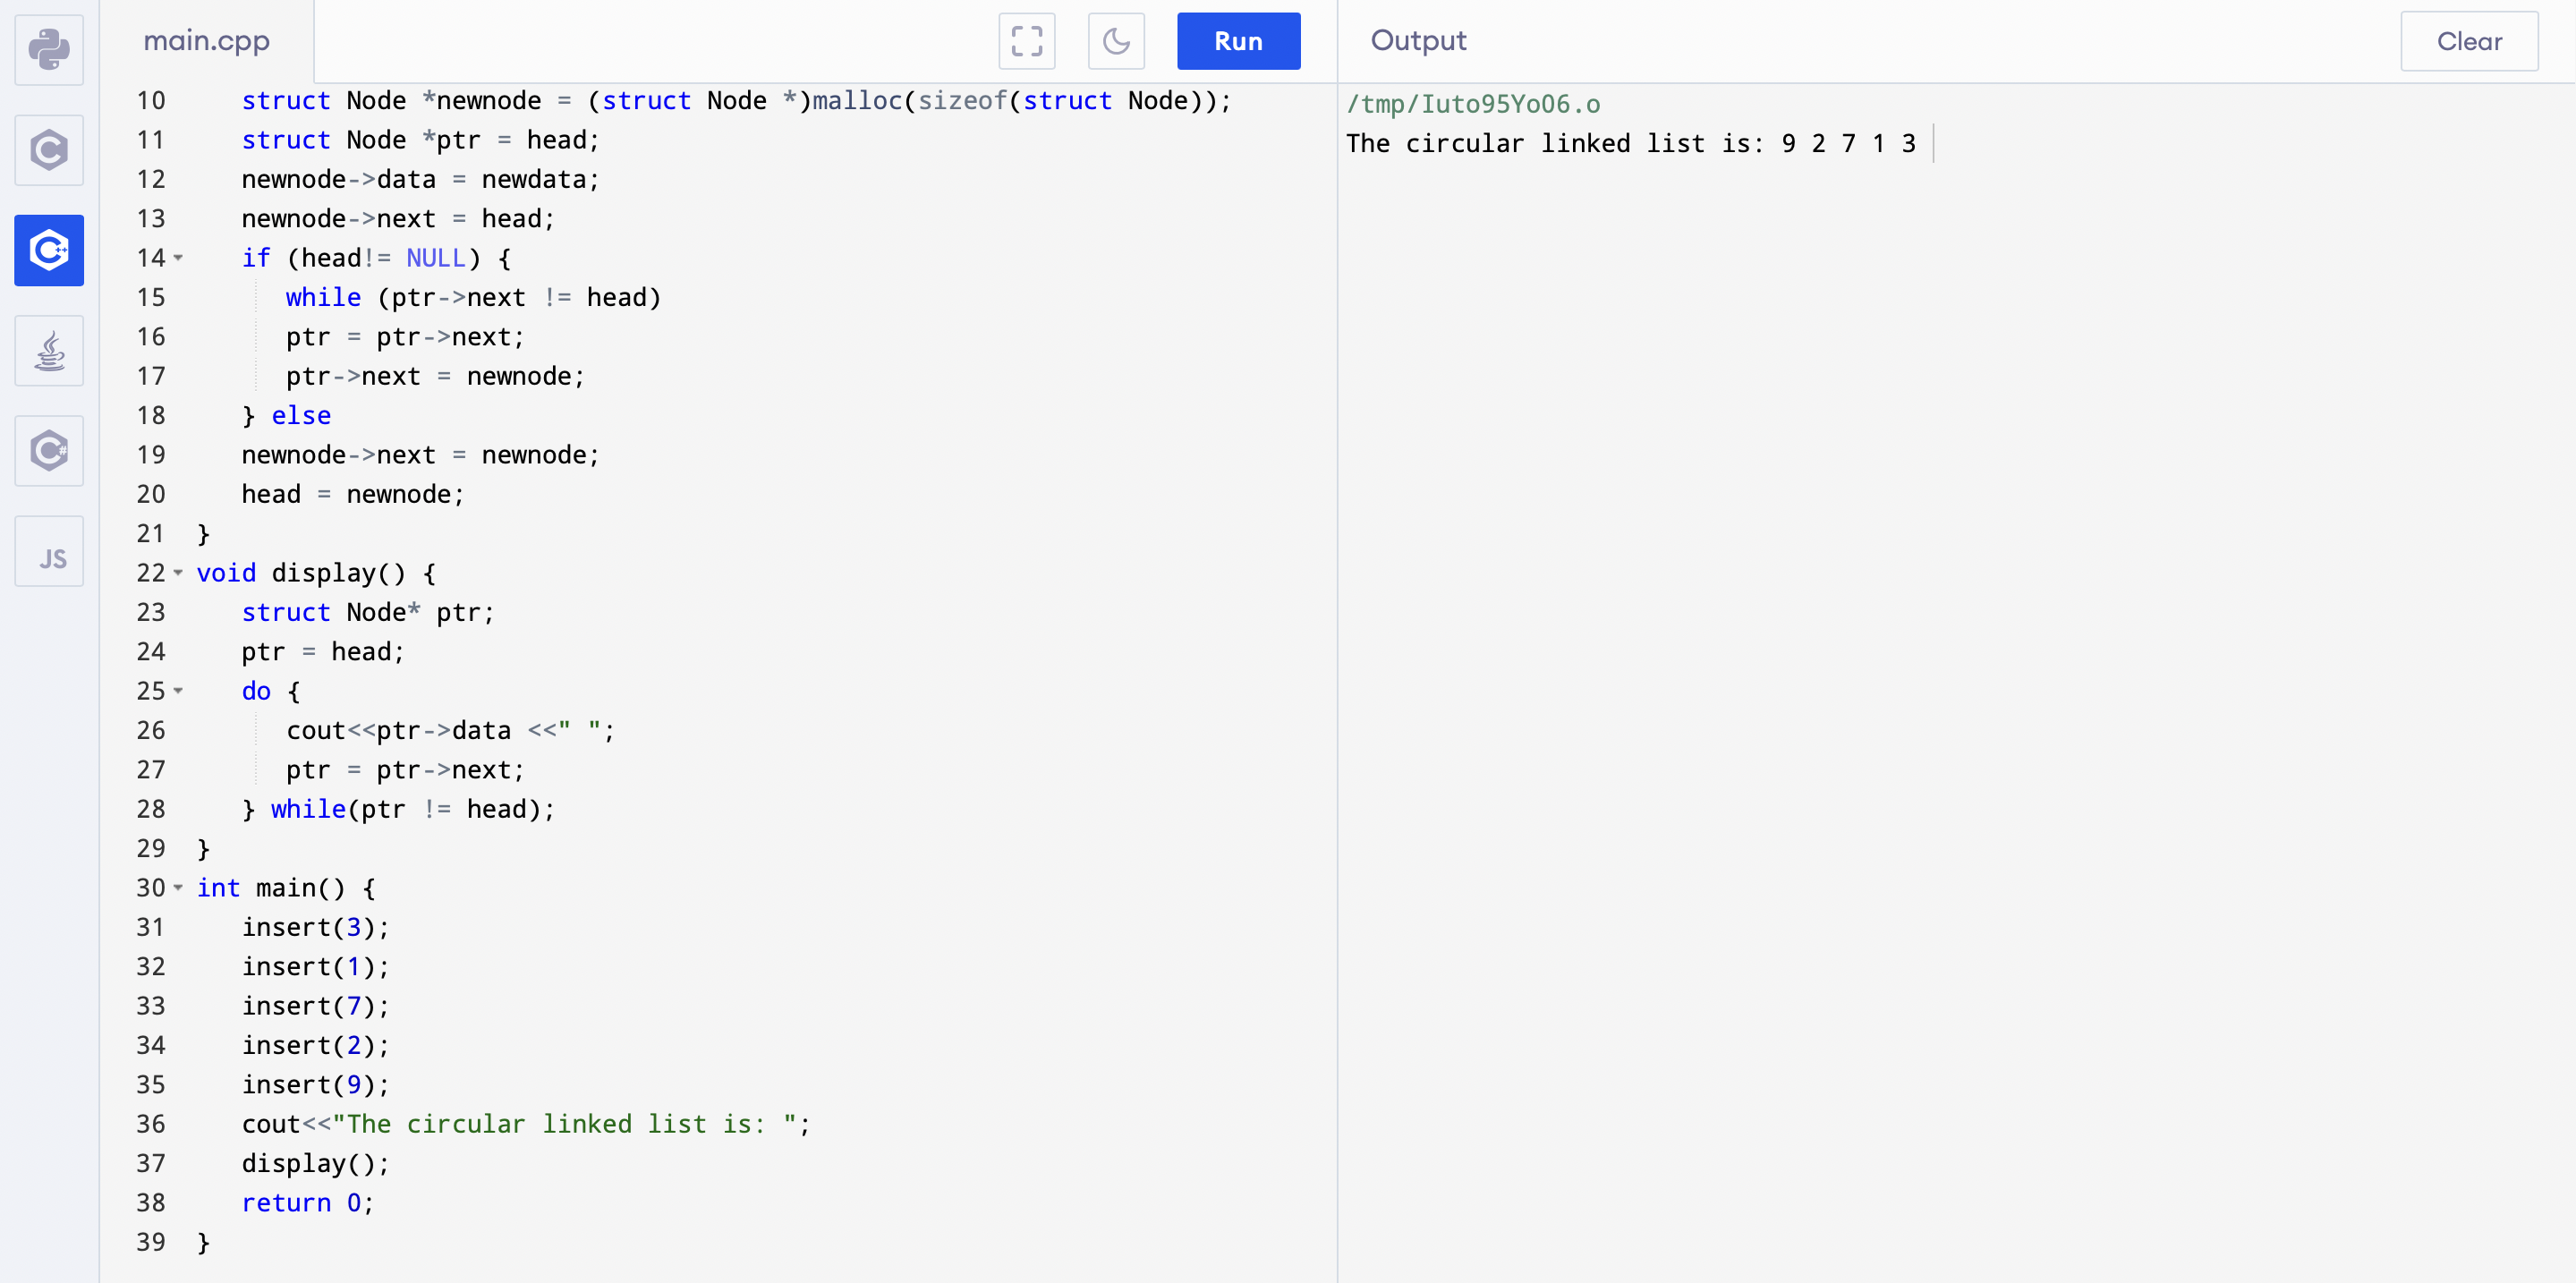 main.cpp
Run
Output
Clear
10 struct Node *newnode = (struct Node *)malloc(sizeof(struct Node));
11 struct Node *ptr = head;
12 newnode->data = newdata;
13 newnode->next = head;
14 if (head!= NULL) {
15 while (ptr->next != head)
16 ptr = ptr->next;
17 ptr->next = newnode;
18 } else
19 newnode->next = newnode;
20 head = newnode;
21 }
22 void display() {
23 struct Node* ptr;
24 ptr = head;
25 do {
26 cout<<ptr->data <<" ";
27 ptr = ptr->next;
28 } while(ptr != head);
29 }
30 int main() {
31 insert(3);
32 insert(1);
33 insert(7);
34 insert(2);
35 insert(9);
36 cout<<"The circular linked list is: ";
37 display();
38 return 0;
39 }
/tmp/Iuto95YoO6.o
The circular linked list is: 9 2 7 1 3
C
C++
C#
JS